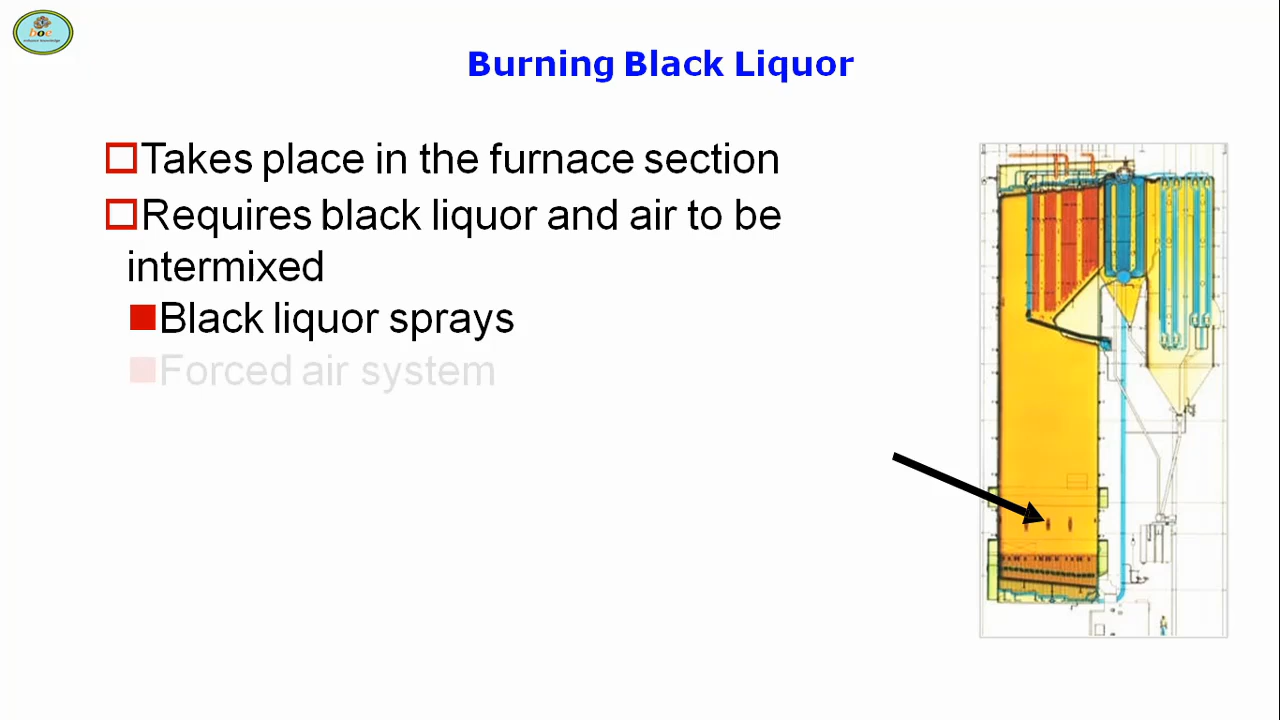 boe
Burning Black Liquor
Takes place in the furnace section
Requires black liquor and air to be
intermixed
Black liquor sprays
Forced air system